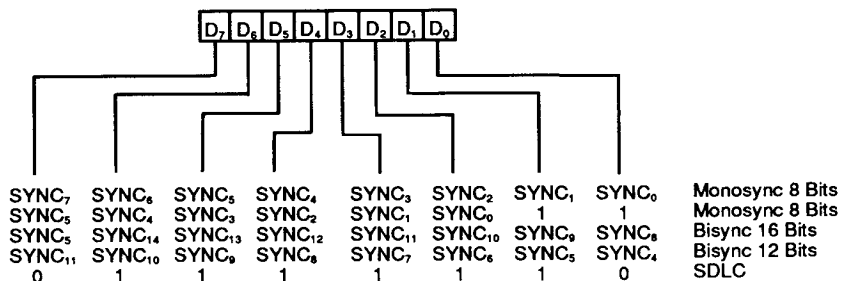 D₇ D₆ D₅ D₄ D₃ D₂ D₁ D₀
SYNC₇ SYNC₆ SYNC₅ SYNC₄ SYNC₃ SYNC₂ SYNC₁ SYNC₀ Monosync 8 Bits
SYNC₅ SYNC₄ SYNC₃ SYNC₂ SYNC₁ SYNC₀ 1 1 Monosync 8 Bits
SYNC₅ SYNC₁₄ SYNC₁₃ SYNC₁₂ SYNC₁₁ SYNC₁₀ SYNC₉ SYNC₈ Bisync 16 Bits
SYNC₁₁ SYNC₁₀ SYNC₉ SYNC₈ SYNC₇ SYNC₆ SYNC₅ SYNC₄ Bisync 12 Bits
0 1 1 1 1 1 1 0 SDLC